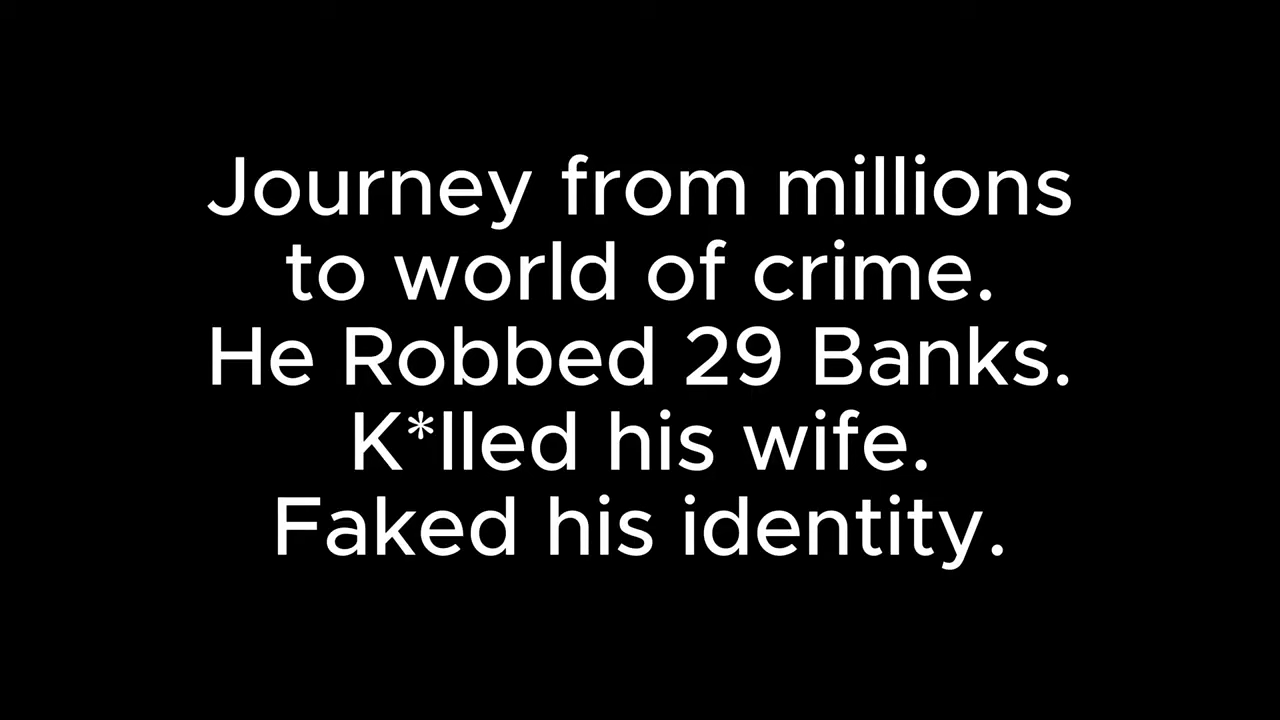 Journey from millions
to world of crime.
He Robbed 29 Banks.
K*lled his wife.
Faked his identity.